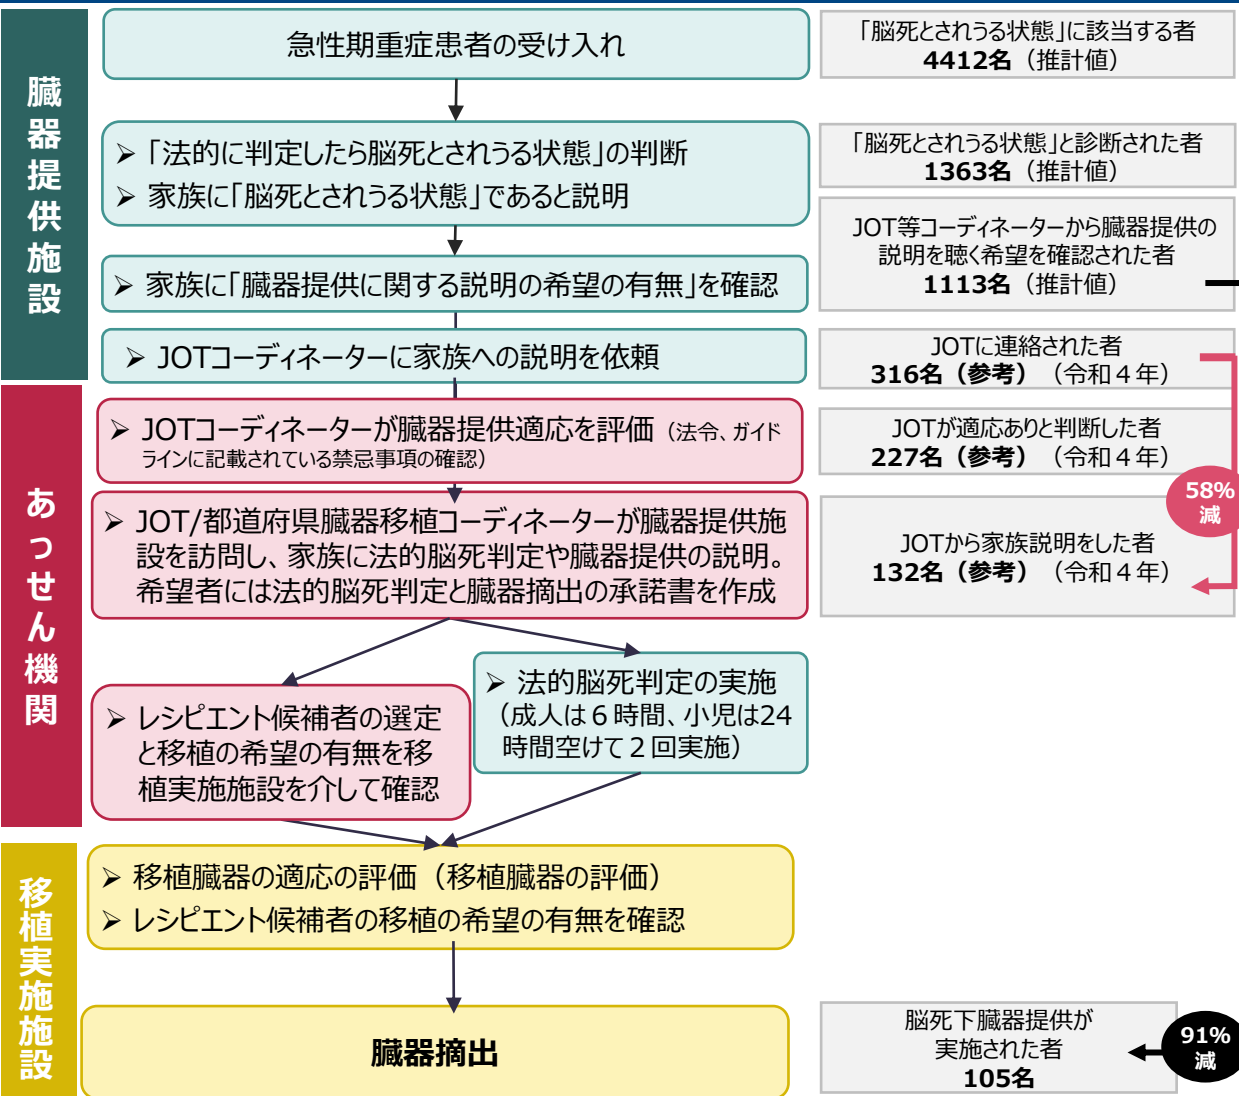 臓器提供施設
急性期重症患者の受け入れ
「脳死とされうる状態」に該当する者
4412名（推計値）
➢ 「法的に判定したら脳死とされうる状態」の判断
➢ 家族に「脳死とされうる状態」であると説明
「脳死とされうる状態」と診断された者
1363名（推計値）
➢ 家族に「臓器提供に関する説明の希望の有無」を確認
JOT等コーディネーターから臓器提供の
説明を聴く希望を確認された者
1113名（推計値）
➢ JOTコーディネーターに家族への説明を依頼
JOTに連絡された者
316名（参考）（令和４年）
あっせん機関
➢ JOTコーディネーターが臓器提供適応を評価（法令、ガイド
ラインに記載されている禁忌事項の確認）
JOTが適応ありと判断した者
227名（参考）（令和４年）
58%
減
➢ JOT/都道府県臓器移植コーディネーターが臓器提供施
設を訪問し、家族に法的脳死判定や臓器提供の説明。
希望者には法的脳死判定と臓器摘出の承諾書を作成
JOTから家族説明をした者
132名（参考）（令和４年）
➢ レシピエント候補者の選定
と移植の希望の有無を移
植実施施設を介して確認
➢ 法的脳死判定の実施
（成人は６時間、小児は24
時間空けて２回実施）
移植実施施設
➢ 移植臓器の適応の評価（移植臓器の評価）
➢ レシピエント候補者の移植の希望の有無を確認
臓器摘出
脳死下臓器提供が
実施された者
105名
91%
減